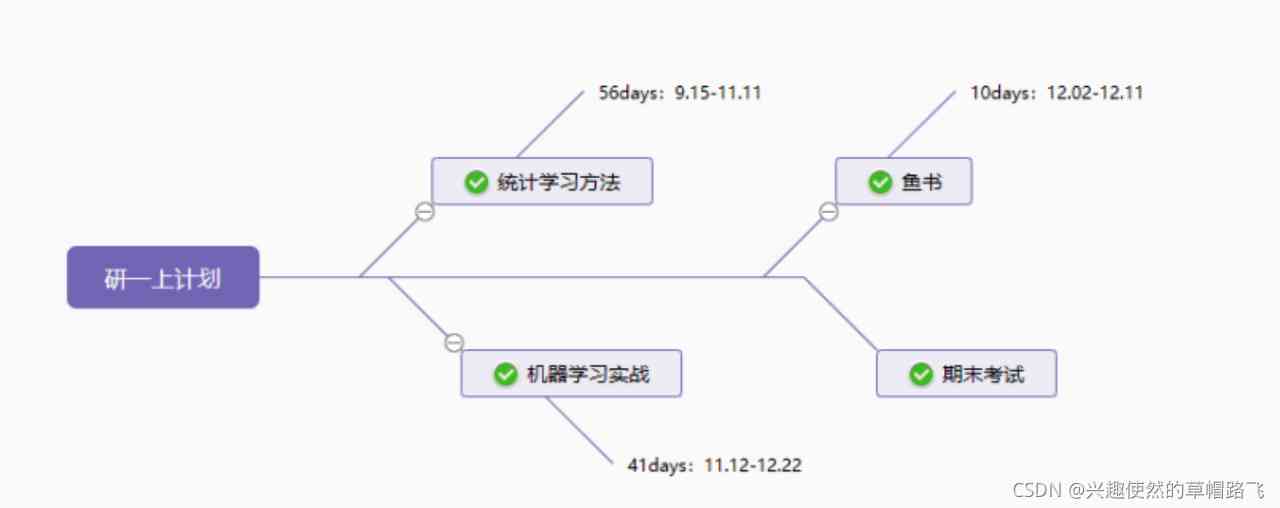 56days：9.15-11.11
10days：12.02-12.11
统计学习方法
鱼书
研一上计划
机器学习实战
期末考试
41days：11.12-12.22
CSDN @兴趣使然的草帽路飞